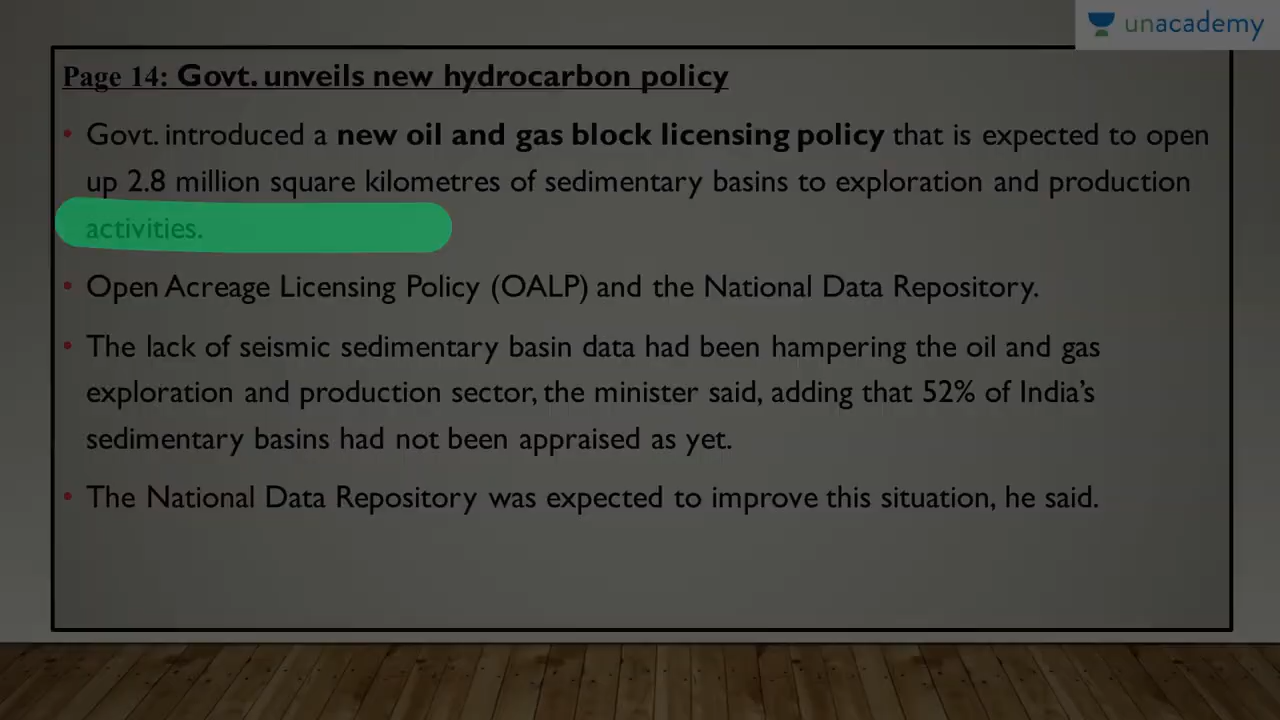 unacademy
Page 14: Govt. unveils new hydrocarbon policy
• Govt. introduced a new oil and gas block licensing policy that is expected to open
up 2.8 million square kilometres of sedimentary basins to exploration and production
activities.
• Open Acreage Licensing Policy (OALP) and the National Data Repository.
• The lack of seismic sedimentary basin data had been hampering the oil and gas
exploration and production sector, the minister said, adding that 52% of India’s
sedimentary basins had not been appraised as yet.
• The National Data Repository was expected to improve this situation, he said.